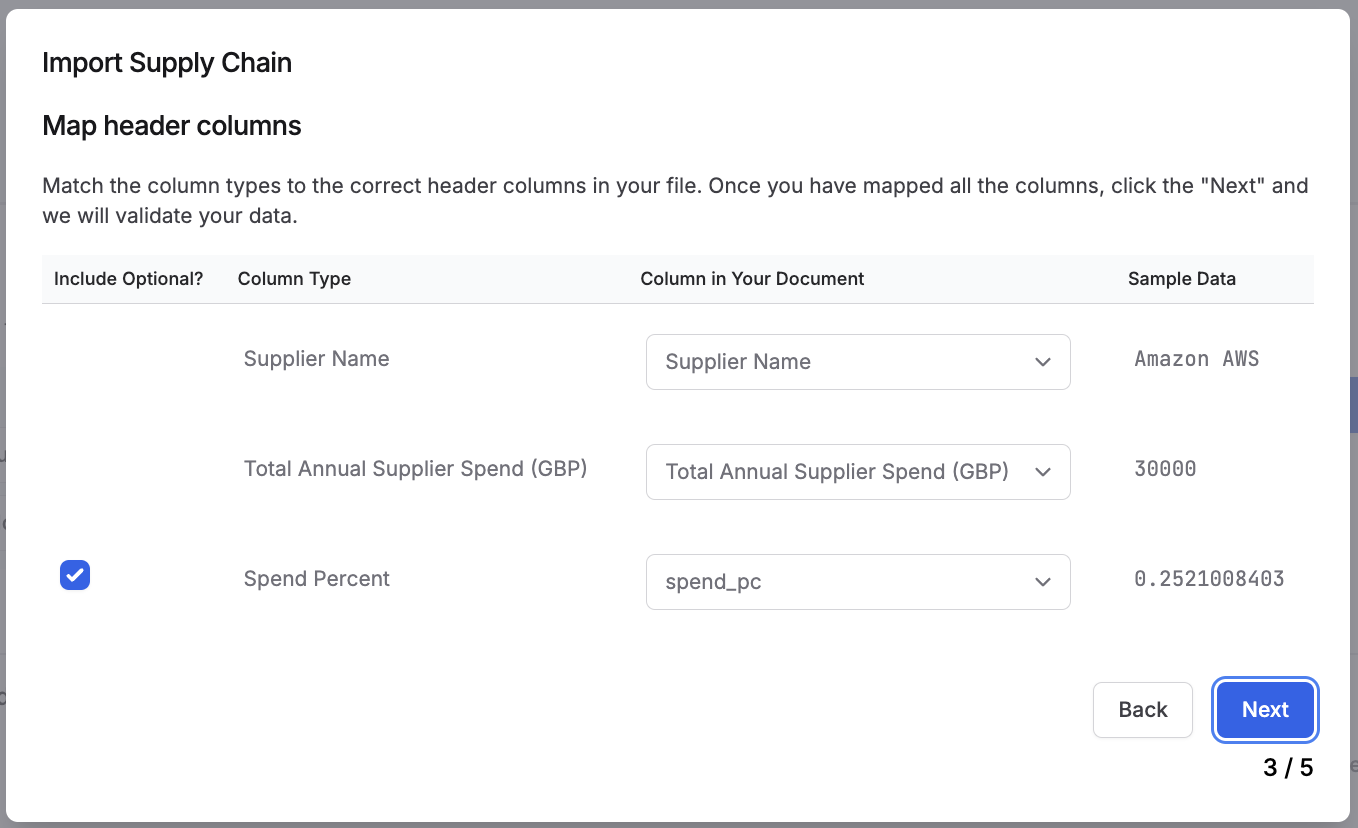 Import Supply Chain
Map header columns
Match the column types to the correct header columns in your file. Once you have mapped all the columns, click the "Next" and
we will validate your data.
Include Optional? Column Type Column in Your Document Sample Data
Supplier Name Supplier Name Amazon AWS
Total Annual Supplier Spend (GBP) Total Annual Supplier Spend (GBP) 30000
Spend Percent spend_pc 0.2521008403
Back Next
3 / 5